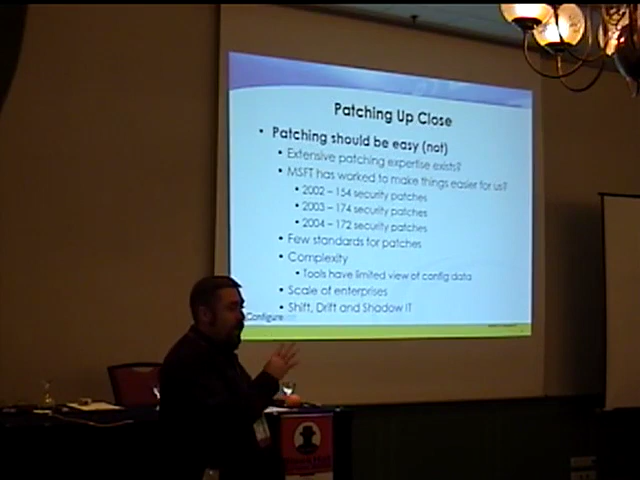 Patching Up Close
• Patching should be easy (not)
• Extensive patching expertise exists?
• MSFT has worked to make things easier for us?
• 2002 – 154 security patches
• 2003 – 174 security patches
• 2004 – 172 security patches
• Few standards for patches
• Complexity
• Tools have limited view of config data
• Scale of enterprises
• Shift, Drift and Shadow IT
Configure